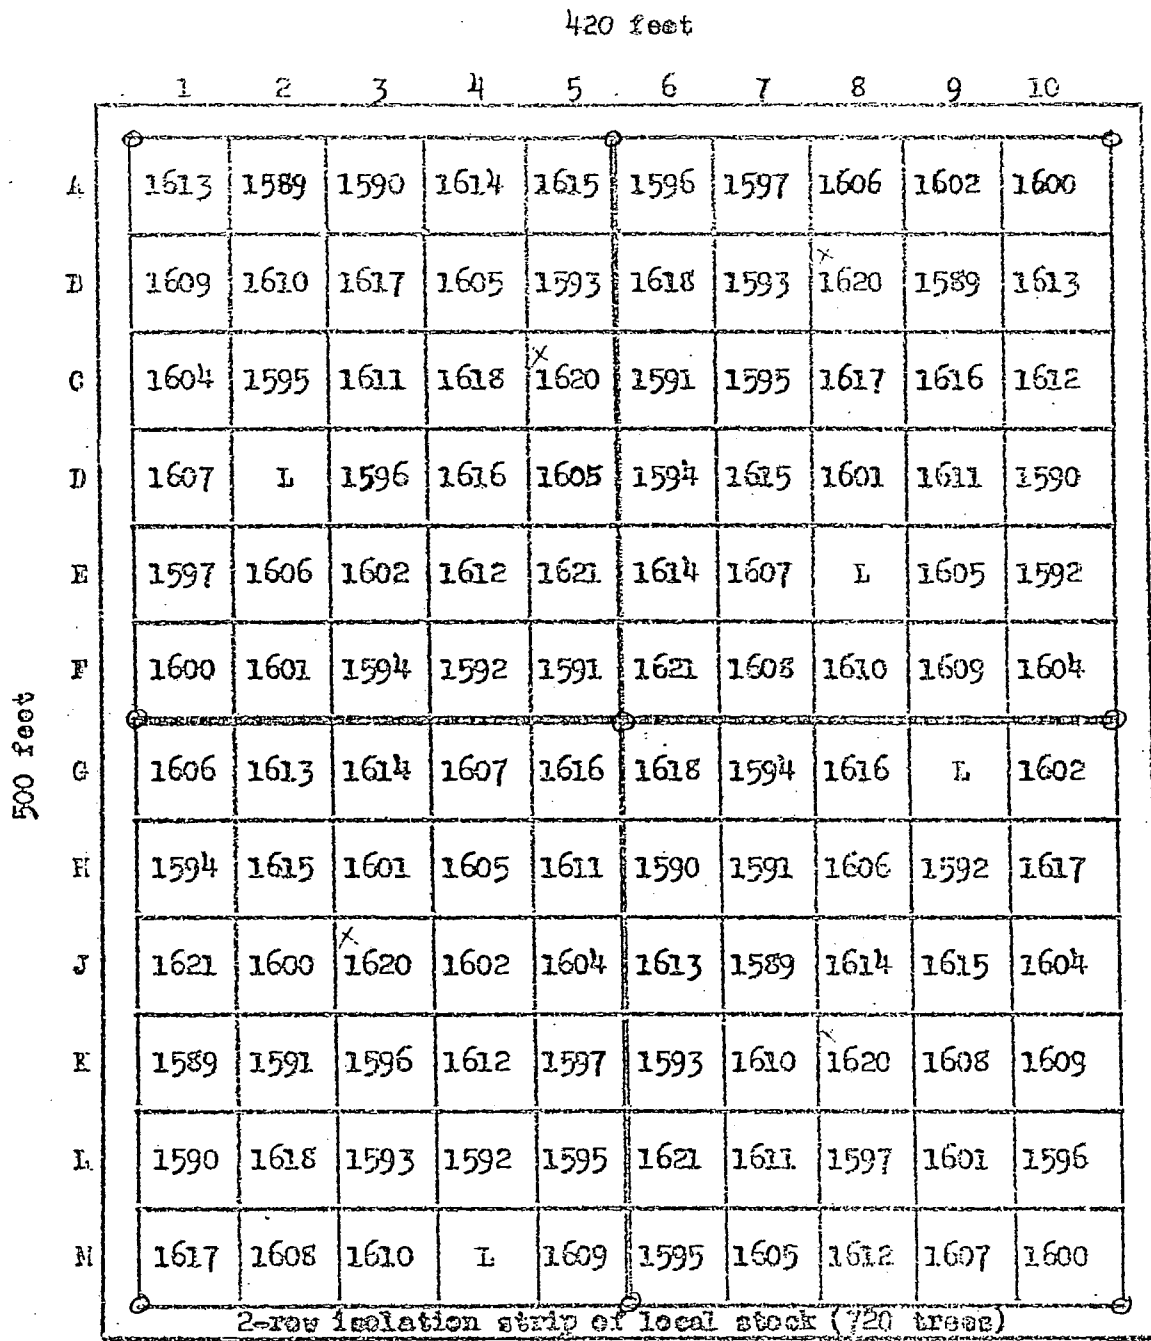 420 feet
1 2 3 4 5 6 7 8 9 10
A 1613 1589 1590 1614 1615 1596 1597 1606 1602 1600
B 1609 1610 1617 1605 1593 1618 1593 x 1620 1589 1613
C 1604 1595 1611 1618 x 1620 1591 1595 1617 1616 1612
D 1607 L 1596 1616 1605 1594 1615 1601 1611 1590
E 1597 1606 1602 1612 1621 1614 1607 L 1605 1592
F 1600 1601 1594 1592 1591 1621 1608 1610 1609 1604
500 feet
G 1606 1613 1614 1607 1616 1618 1594 1616 L 1602
H 1594 1615 1601 1605 1611 1590 1591 1606 1592 1617
J 1621 1600 x 1620 1602 1604 1613 1589 1614 1615 1604
K 1589 1591 1596 1612 1597 1593 1610 x 1620 1608 1609
L 1590 1618 1593 1592 1595 1621 1611 1597 1601 1596
M 1617 1608 1610 L 1609 1595 1605 1612 1607 1600
2-row isolation strip of local stock (720 trees)